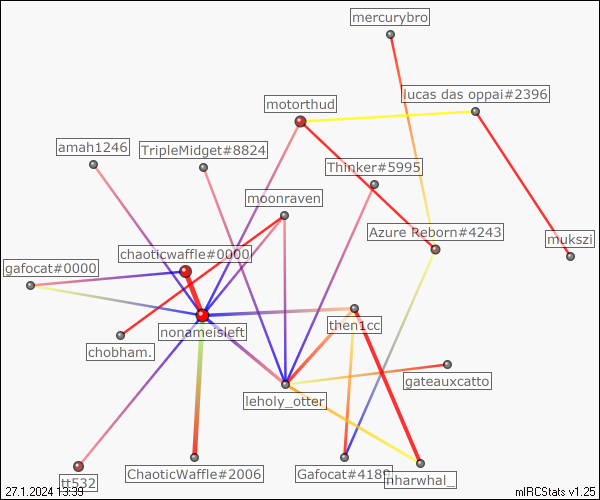 mercurybro
lucas das oppai#2396
motorthud
amah1246
TripleMidget#8824
Thinker#5995
moonraven
Azure Reborn#4243
mukszi
chaoticwaffle#0000
gafocat#0000
nonameisleft
then1cc
chobham.
gateauxcatto
leholy_otter
tt532
ChaoticWaffle#2006
Gafocat#4189
nharwhal_
27.1.2024 13:39
mIRCStats v1.25